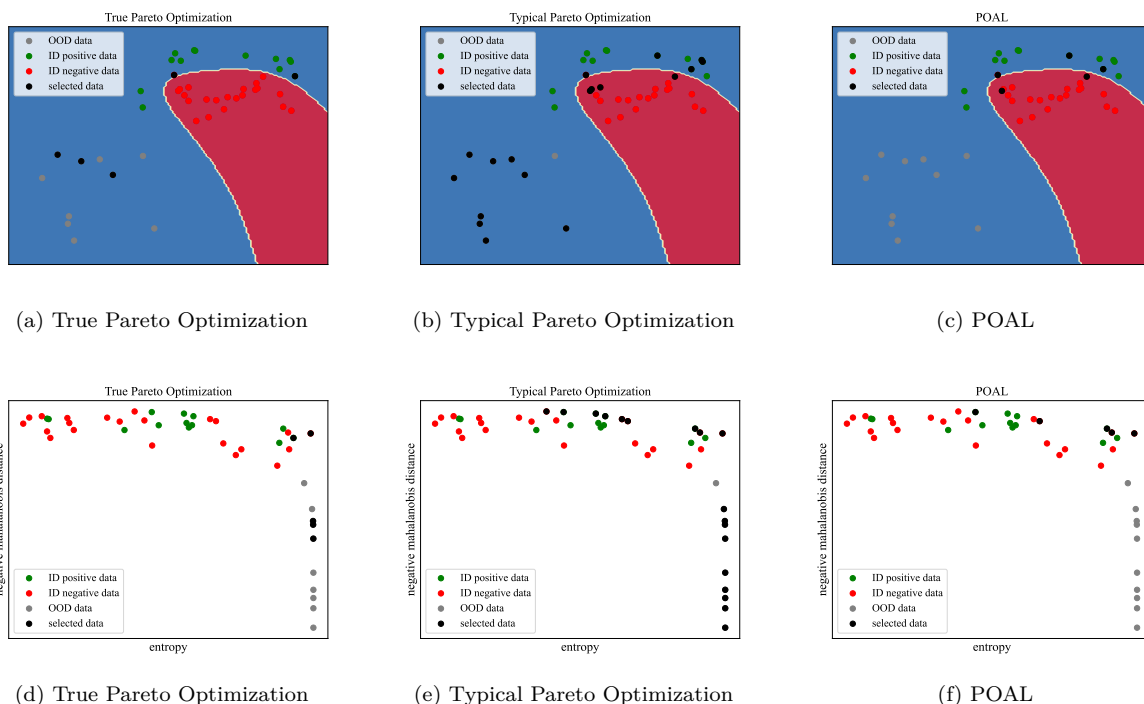 True Pareto Optimization
OOD data
ID positive data
ID negative data
selected data
(a) True Pareto Optimization
Typical Pareto Optimization
OOD data
ID positive data
ID negative data
selected data
(b) Typical Pareto Optimization
POAL
OOD data
ID positive data
ID negative data
selected data
(c) POAL
True Pareto Optimization
negative mahalanobis distance
ID positive data
ID negative data
OOD data
selected data
entropy
(d) True Pareto Optimization
Typical Pareto Optimization
negative mahalanobis distance
ID positive data
ID negative data
OOD data
selected data
entropy
(e) Typical Pareto Optimization
POAL
negative mahalanobis distance
ID positive data
ID negative data
OOD data
selected data
entropy
(f) POAL